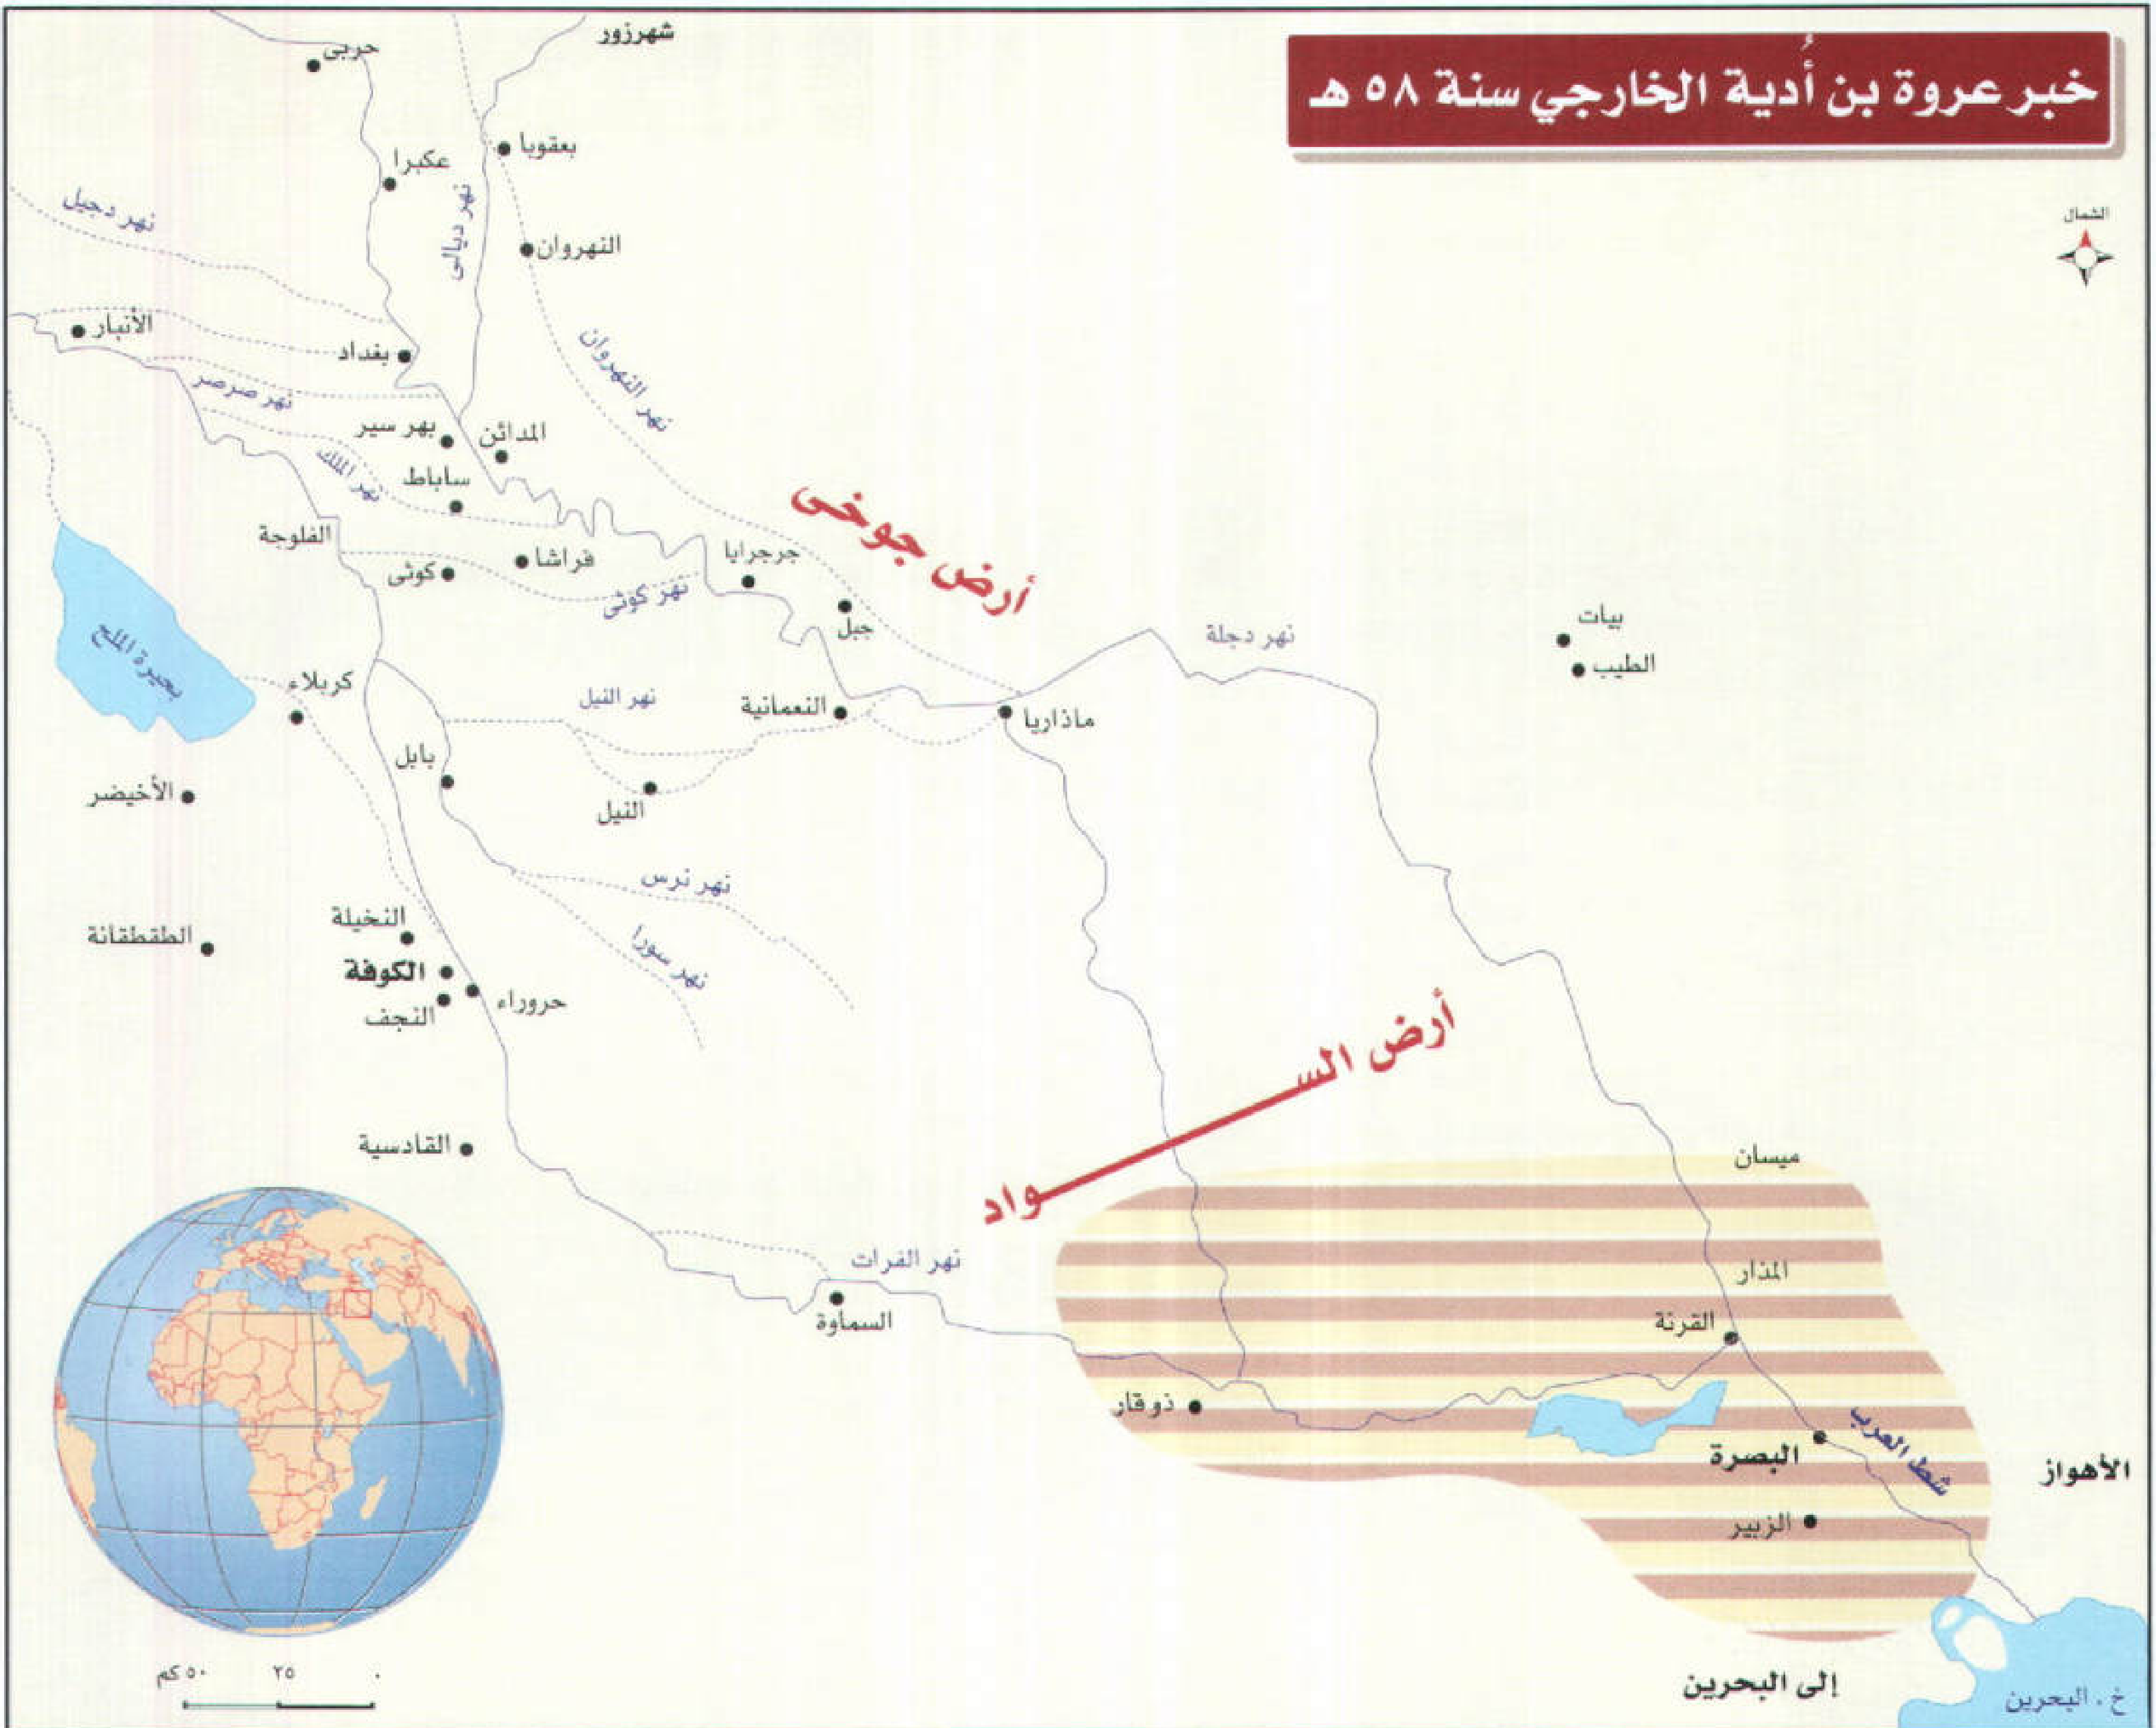 خبر عروة بن أُدية الخارجي سنة ٥٨ هـ
الشمال
شهرزور
حربى
بعقوبا
عكبرا
نهر ديالى
نهر دجيل
النهروان
الأنبار
بغداد
نهر النهروان
نهر صرصر
بهر سير
المدائن
نهر الملك
ساباط
أرض جوخى
الفلوجة
قراشا
جرجرايا
كوثى
نهر كوثى
جبل
بيات
الطيب
نهر دجلة
بحيرة الملح
كربلاء
نهر النيل
النعمانية
ماذاريا
بابل
الأخيضر
النيل
نهر نرس
النخيلة
الطقطقانة
نهر سورا
الكوفة
حروراء
النجف
أرض السـواد
القادسية
ميسان
نهر الفرات
المذار
السماوة
القرنة
ذوقار
شط العرب
البصرة
الأهواز
الزبير
٠ ٢٥ ٥٠ كم
إلى البحرين
خ. البحرين